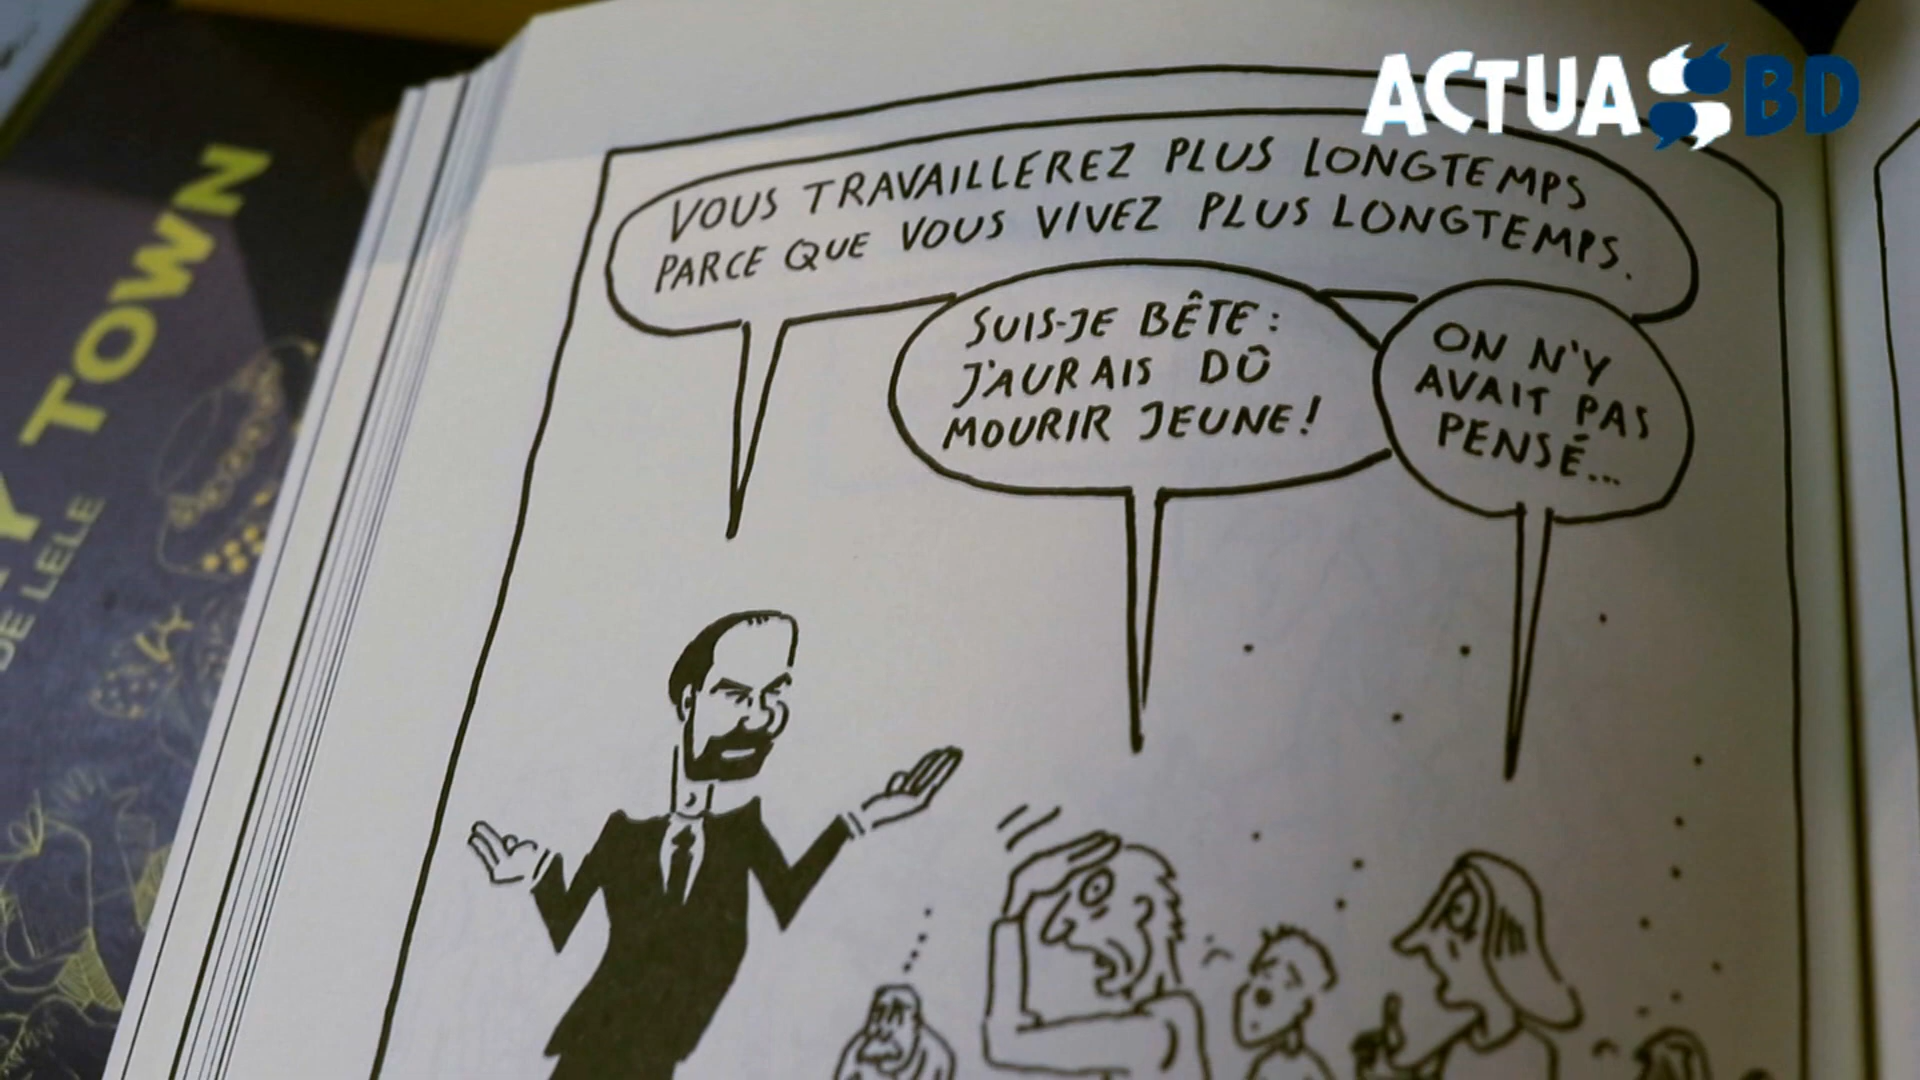 ACTUA BD
VOUS TRAVAILLEREZ PLUS LONGTEMPS
PARCE QUE VOUS VIVEZ PLUS LONGTEMPS.
SUIS-JE BÊTE :
J'AURAIS DÛ
MOURIR JEUNE !
ON N'Y
AVAIT PAS
PENSÉ...
Y TOWN
DE LELE